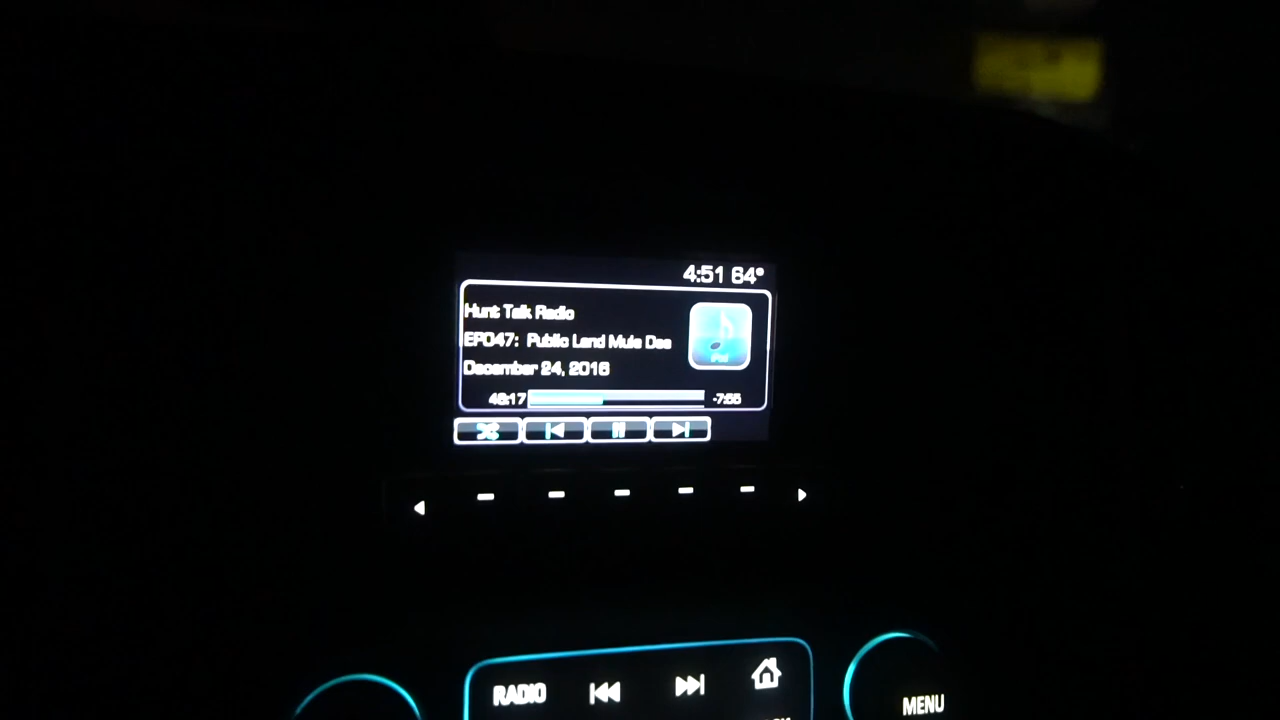 4:51 64°
Hunt Talk Radio
EP047: Public Land Mule Dee
December 24, 2016
46:17 -7:55
RADIO
MENU